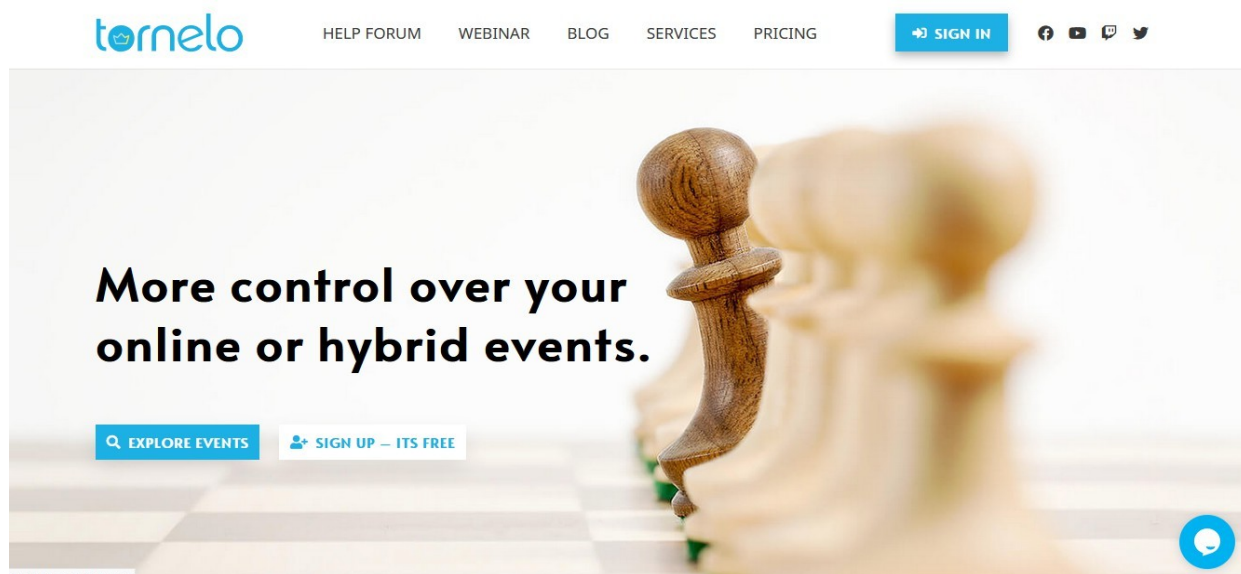 tornelo
HELP FORUM WEBINAR BLOG SERVICES PRICING SIGN IN
More control over your
online or hybrid events.
EXPLORE EVENTS SIGN UP – ITS FREE